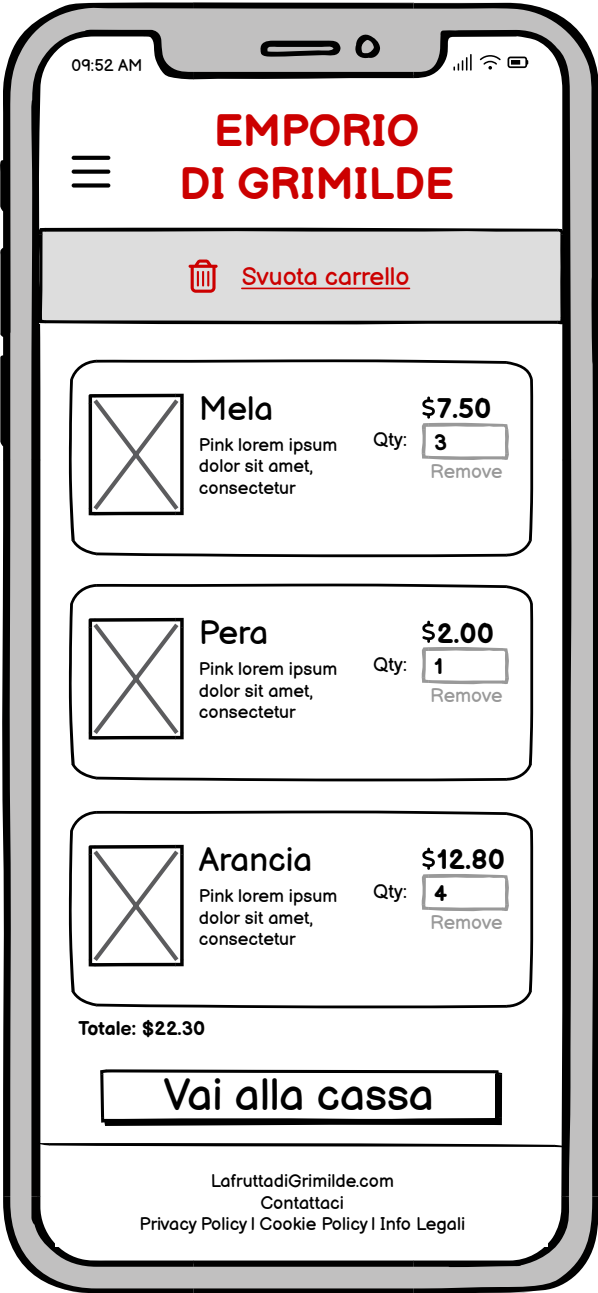 09:52 AM
EMPORIO
DI GRIMILDE
Svuota carrello
Mela
Pink lorem ipsum
dolor sit amet,
consectetur
$7.50
Qty: 3
Remove
Pera
Pink lorem ipsum
dolor sit amet,
consectetur
$2.00
Qty: 1
Remove
Arancia
Pink lorem ipsum
dolor sit amet,
consectetur
$12.80
Qty: 4
Remove
Totale: $22.30
Vai alla cassa
LafruttadiGrimilde.com
Contattaci
Privacy Policy | Cookie Policy | Info Legali